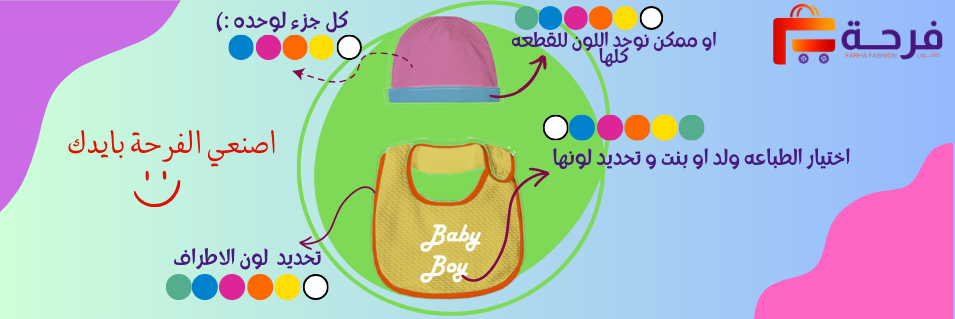 كل جزء لوحده :)
او ممكن نوحد اللون للقطعه
كلها
فرحة
FARHA FASHION
فاشيون
اصنعي الفرحة بايدك
اختيار الطباعه ولد او بنت و تحديد لونها
Baby
Boy
تحديد لون الاطراف